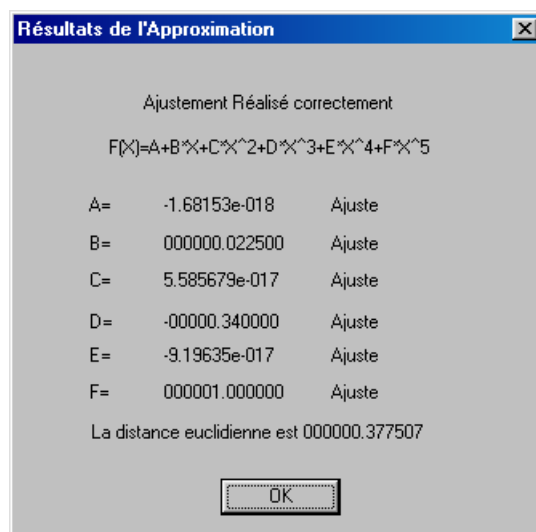 Résultats de l'Approximation
Ajustement Réalisé correctement
F(X)=A+B*X+C*X^2+D*X^3+E*X^4+F*X^5
A= -1.68153e-018 Ajuste
B= 000000.022500 Ajuste
C= 5.585679e-017 Ajuste
D= -00000.340000 Ajuste
E= -9.19635e-017 Ajuste
F= 000001.000000 Ajuste
La distance euclidienne est 000000.377507
OK